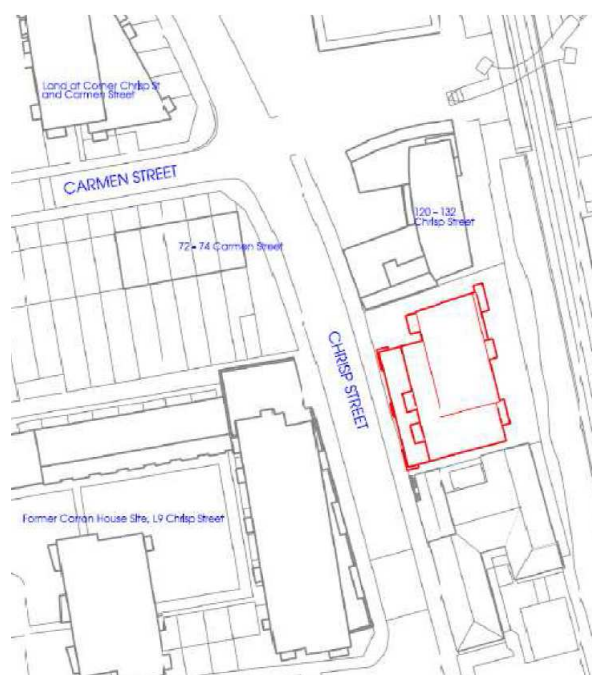 Land at Corner Chrisp St
and Carmen Street
CARMEN STREET
120 - 132
Chrisp Street
72 - 74 Carmen Street
CHRISP STREET
Former Carran House Site, L9 Chrisp Street